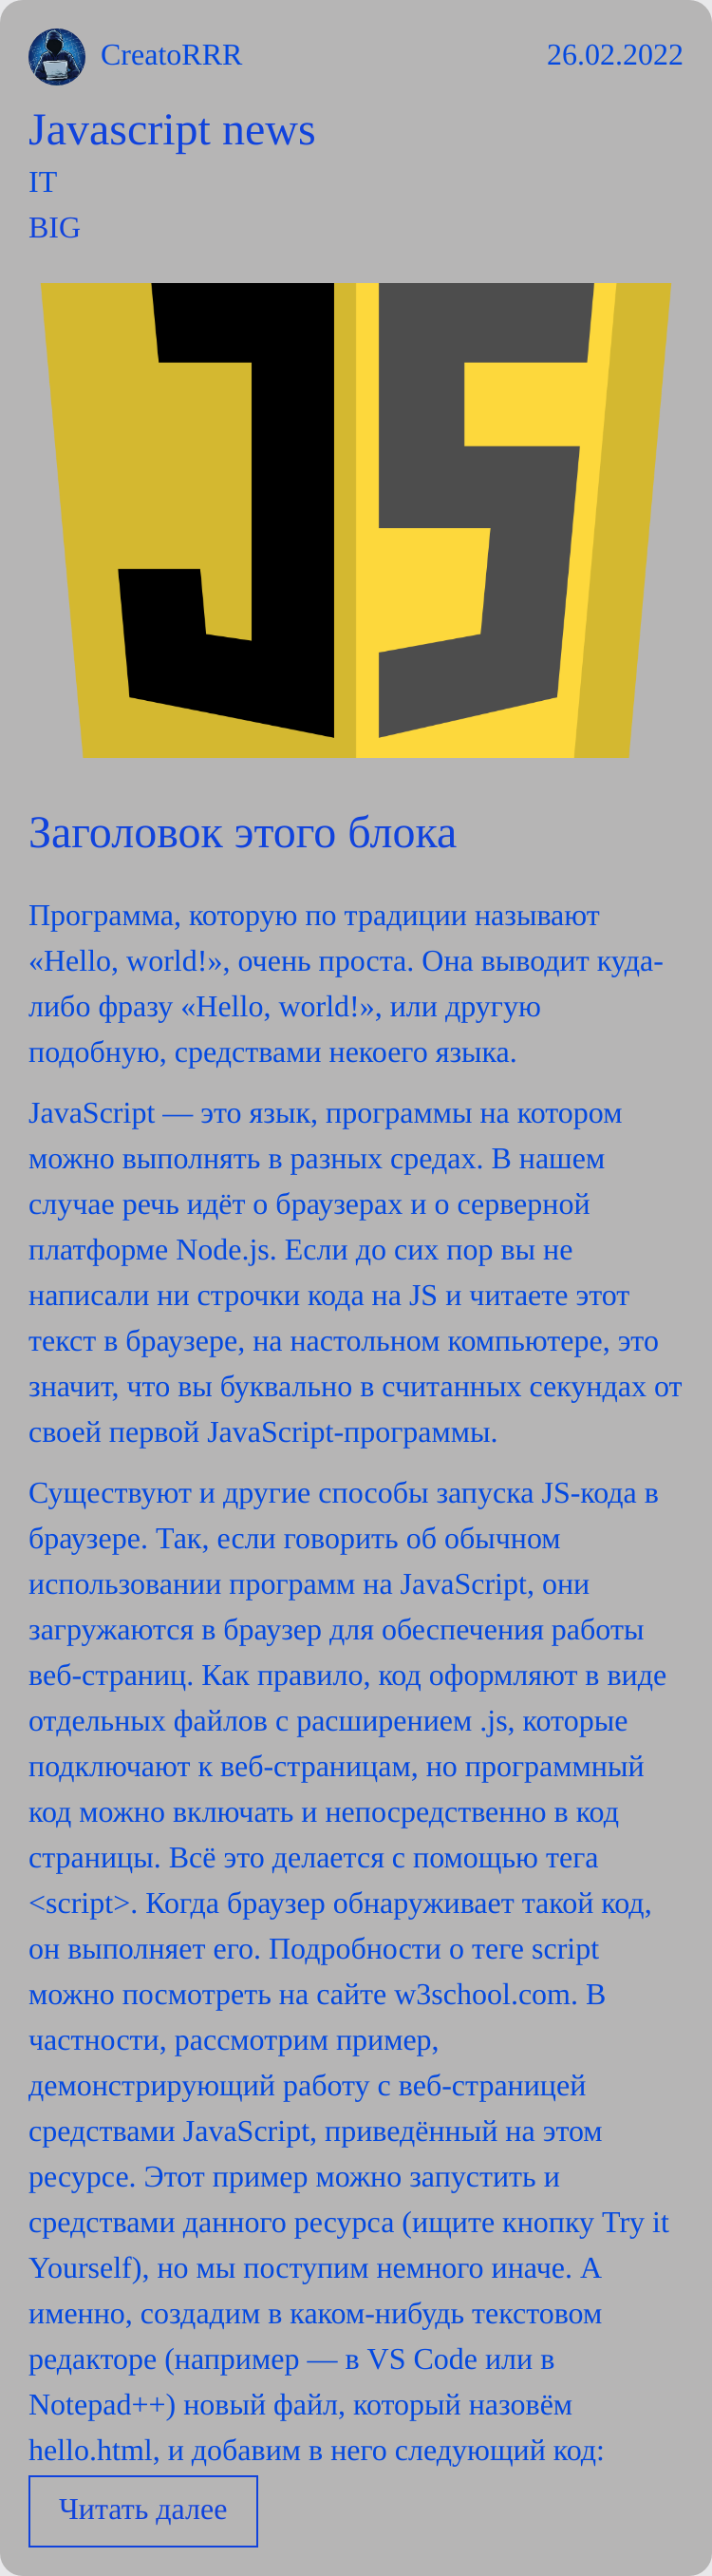 CreatoRRR 26.02.2022
Javascript news
IT
BIG
JS
Заголовок этого блока
Программа, которую по традиции называют
«Hello, world!», очень проста. Она выводит куда-
либо фразу «Hello, world!», или другую
подобную, средствами некоего языка.
JavaScript — это язык, программы на котором
можно выполнять в разных средах. В нашем
случае речь идёт о браузерах и о серверной
платформе Node.js. Если до сих пор вы не
написали ни строчки кода на JS и читаете этот
текст в браузере, на настольном компьютере, это
значит, что вы буквально в считанных секундах от
своей первой JavaScript-программы.
Существуют и другие способы запуска JS-кода в
браузере. Так, если говорить об обычном
использовании программ на JavaScript, они
загружаются в браузер для обеспечения работы
веб-страниц. Как правило, код оформляют в виде
отдельных файлов с расширением .js, которые
подключают к веб-страницам, но программный
код можно включать и непосредственно в код
страницы. Всё это делается с помощью тега
<script>. Когда браузер обнаруживает такой код,
он выполняет его. Подробности о теге script
можно посмотреть на сайте w3school.com. В
частности, рассмотрим пример,
демонстрирующий работу с веб-страницей
средствами JavaScript, приведённый на этом
ресурсе. Этот пример можно запустить и
средствами данного ресурса (ищите кнопку Try it
Yourself), но мы поступим немного иначе. А
именно, создадим в каком-нибудь текстовом
редакторе (например — в VS Code или в
Notepad++) новый файл, который назовём
hello.html, и добавим в него следующий код:
Читать далее